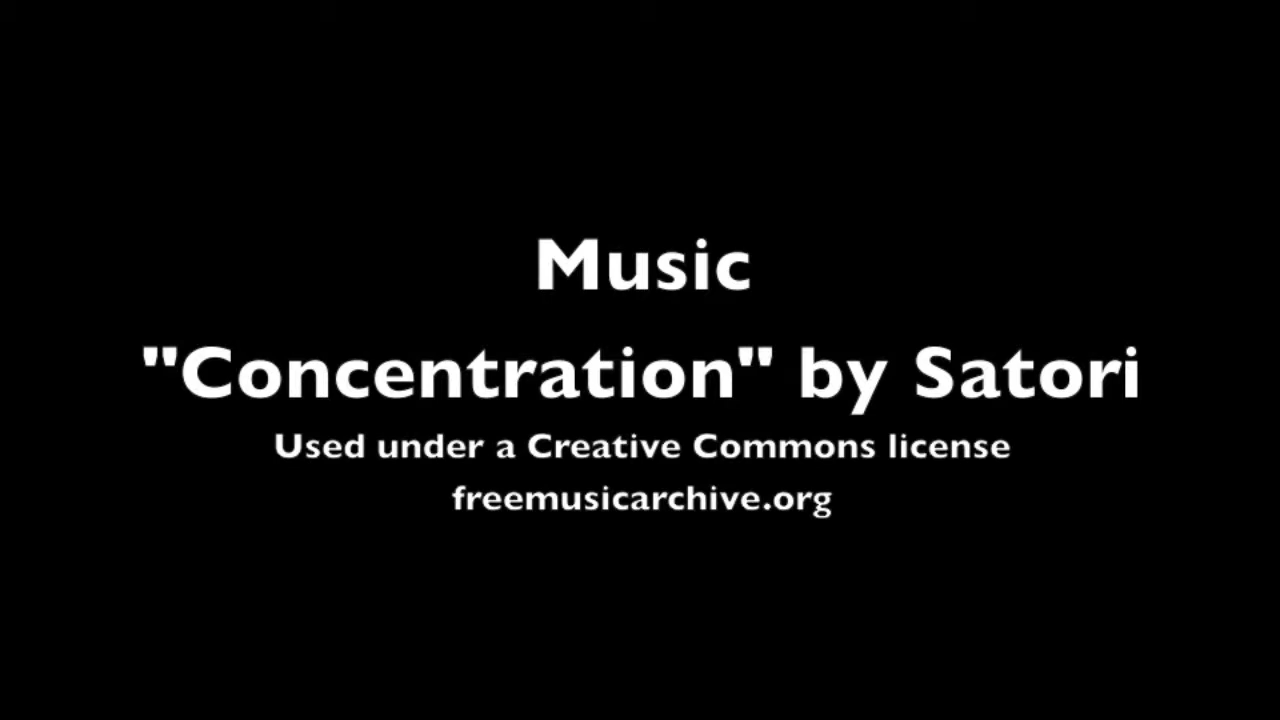 Music
"Concentration" by Satori
Used under a Creative Commons license
freemusicarchive.org